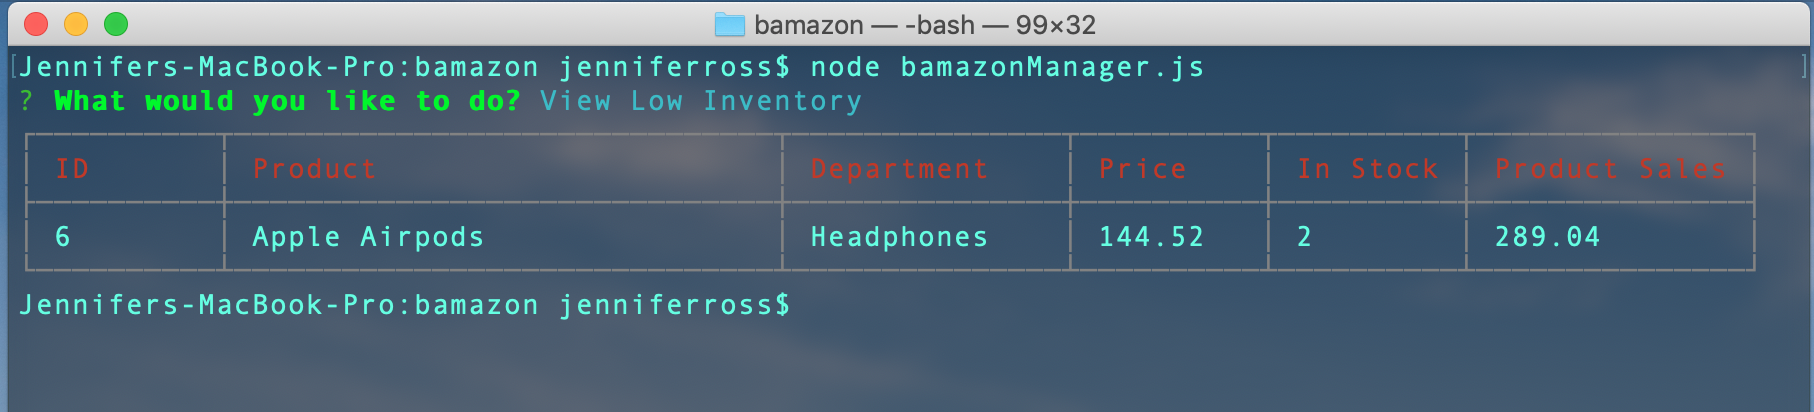 bamazon — -bash — 99×32
[Jennifers-MacBook-Pro:bamazon jenniferross$ node bamazonManager.js ]
? What would you like to do? View Low Inventory
ID Product Department Price In Stock Product Sales
6 Apple Airpods Headphones 144.52 2 289.04
Jennifers-MacBook-Pro:bamazon jenniferross$